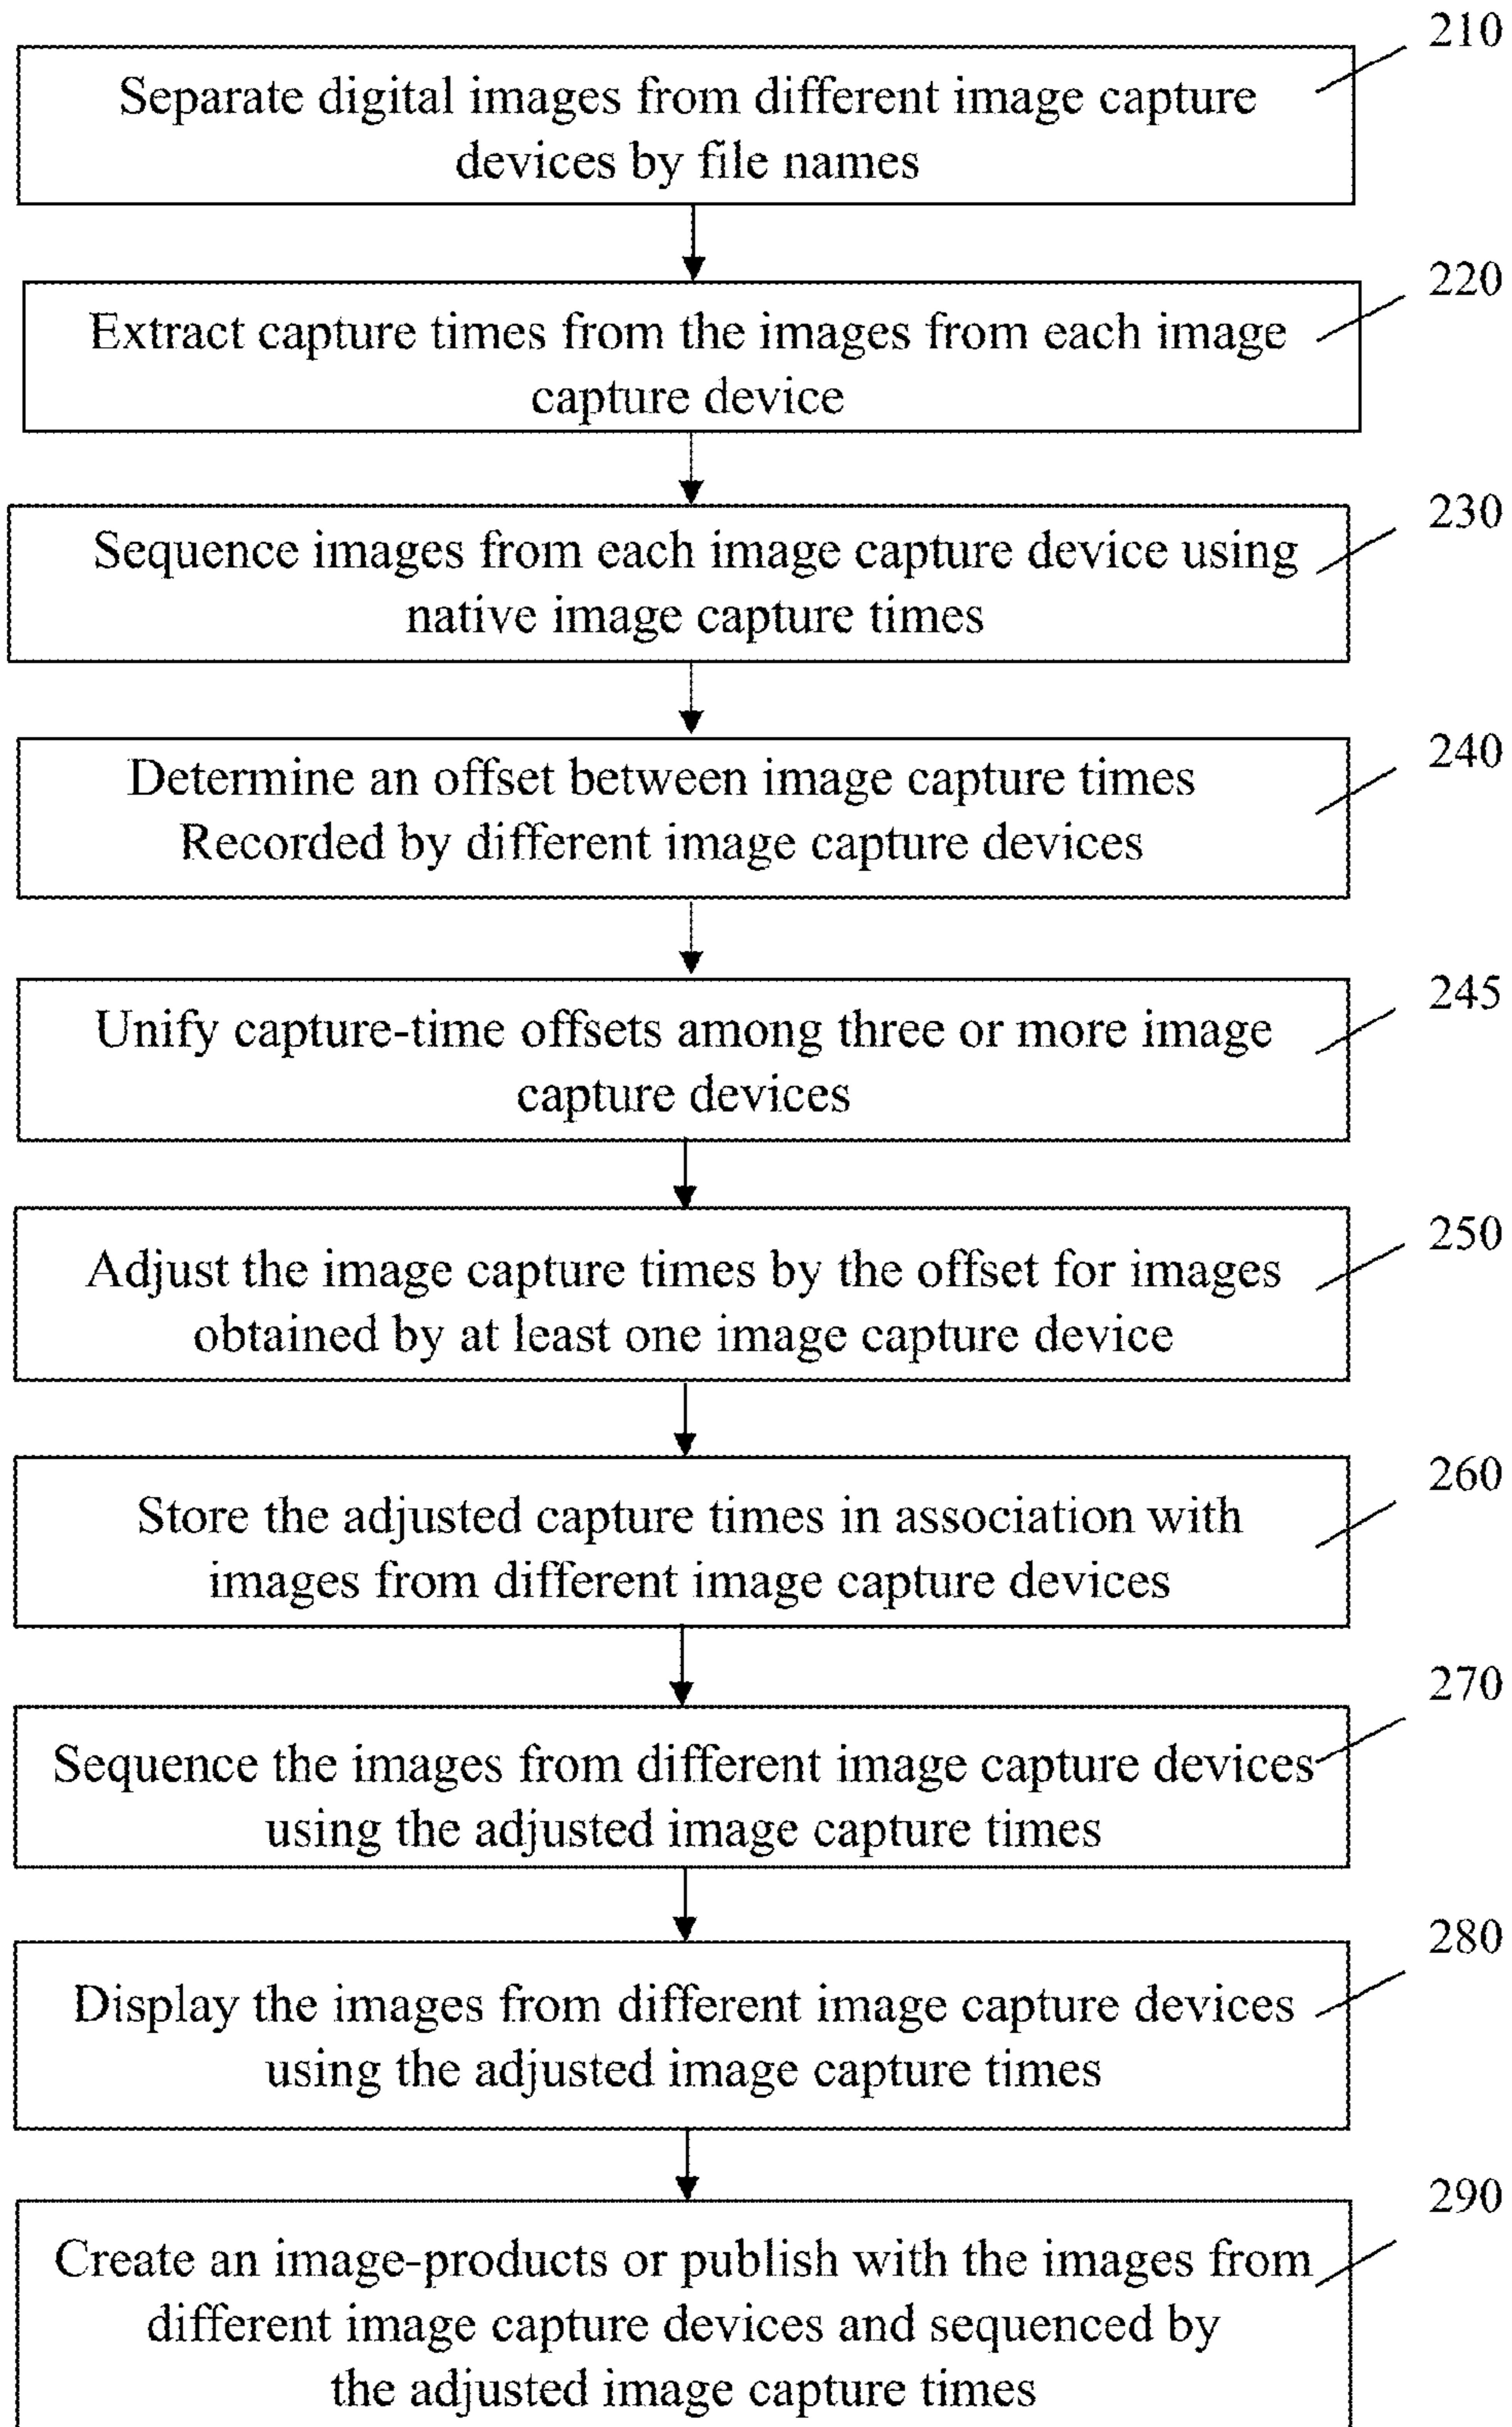 210
Separate digital images from different image capture
devices by file names
220
Extract capture times from the images from each image
capture device
230
Sequence images from each image capture device using
native image capture times
240
Determine an offset between image capture times
Recorded by different image capture devices
245
Unify capture-time offsets among three or more image
capture devices
250
Adjust the image capture times by the offset for images
obtained by at least one image capture device
260
Store the adjusted capture times in association with
images from different image capture devices
270
Sequence the images from different image capture devices
using the adjusted image capture times
280
Display the images from different image capture devices
using the adjusted image capture times
290
Create an image-products or publish with the images from
different image capture devices and sequenced by
the adjusted image capture times